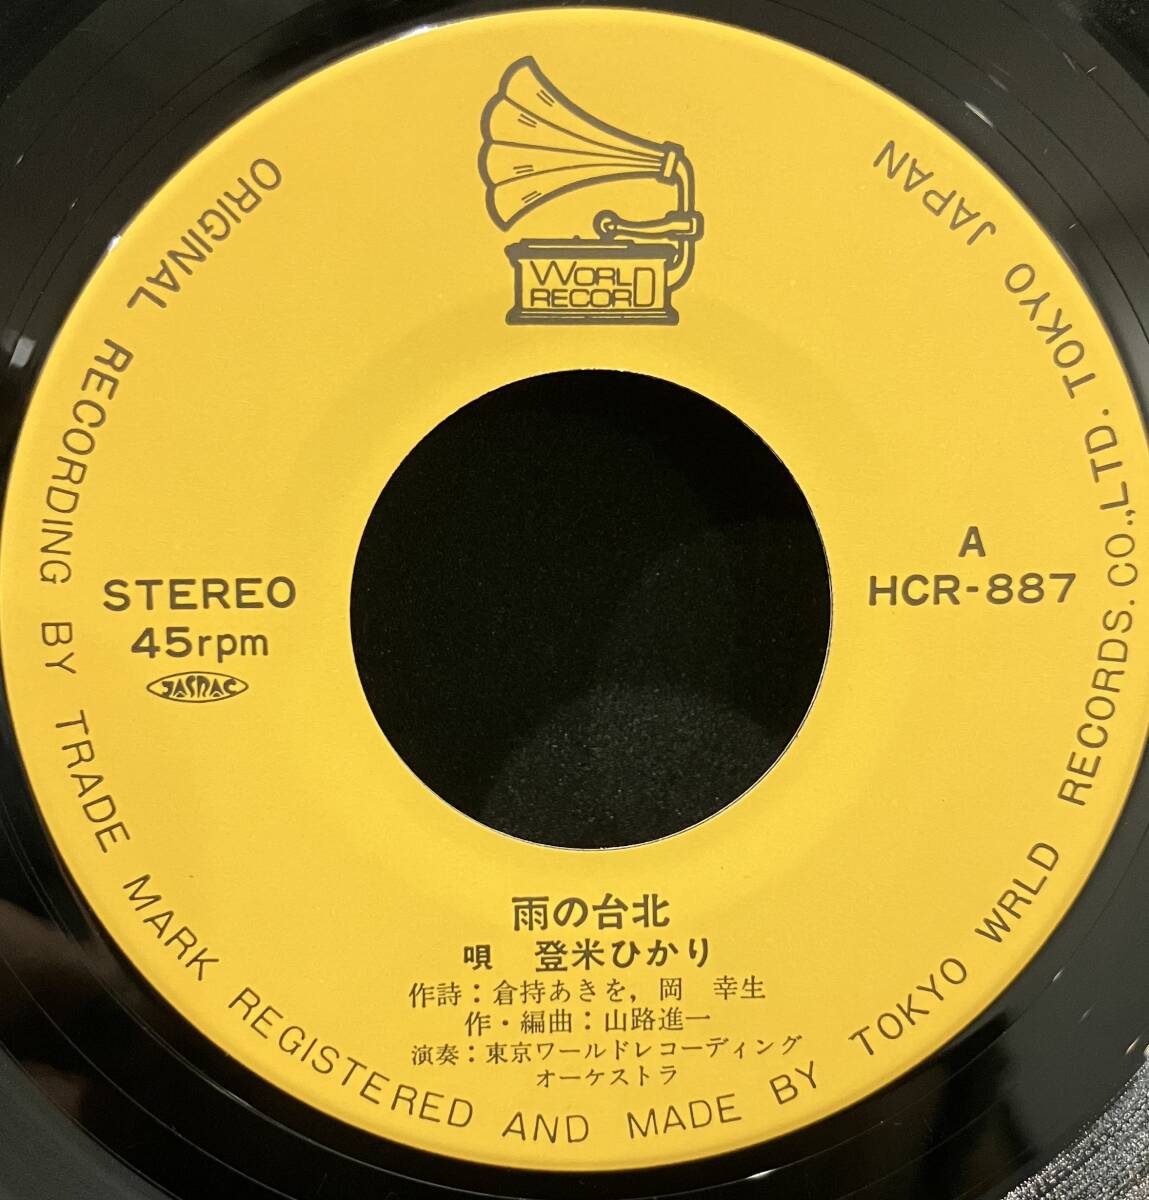 WORLD
RECORD
ORIGINAL RECORDING BY TRADE MARK REGISTERED AND MADE BY TOKYO WRLD RECORDS. CO.,LTD. TOKYO JAPAN
STEREO
45rpm
JASRAC
A
HCR-887
雨の台北
唄 登米ひかり
作詩:倉持あきを,岡 幸生
作・編曲:山路進一
演奏:東京ワールドレコーディング
オーケストラ